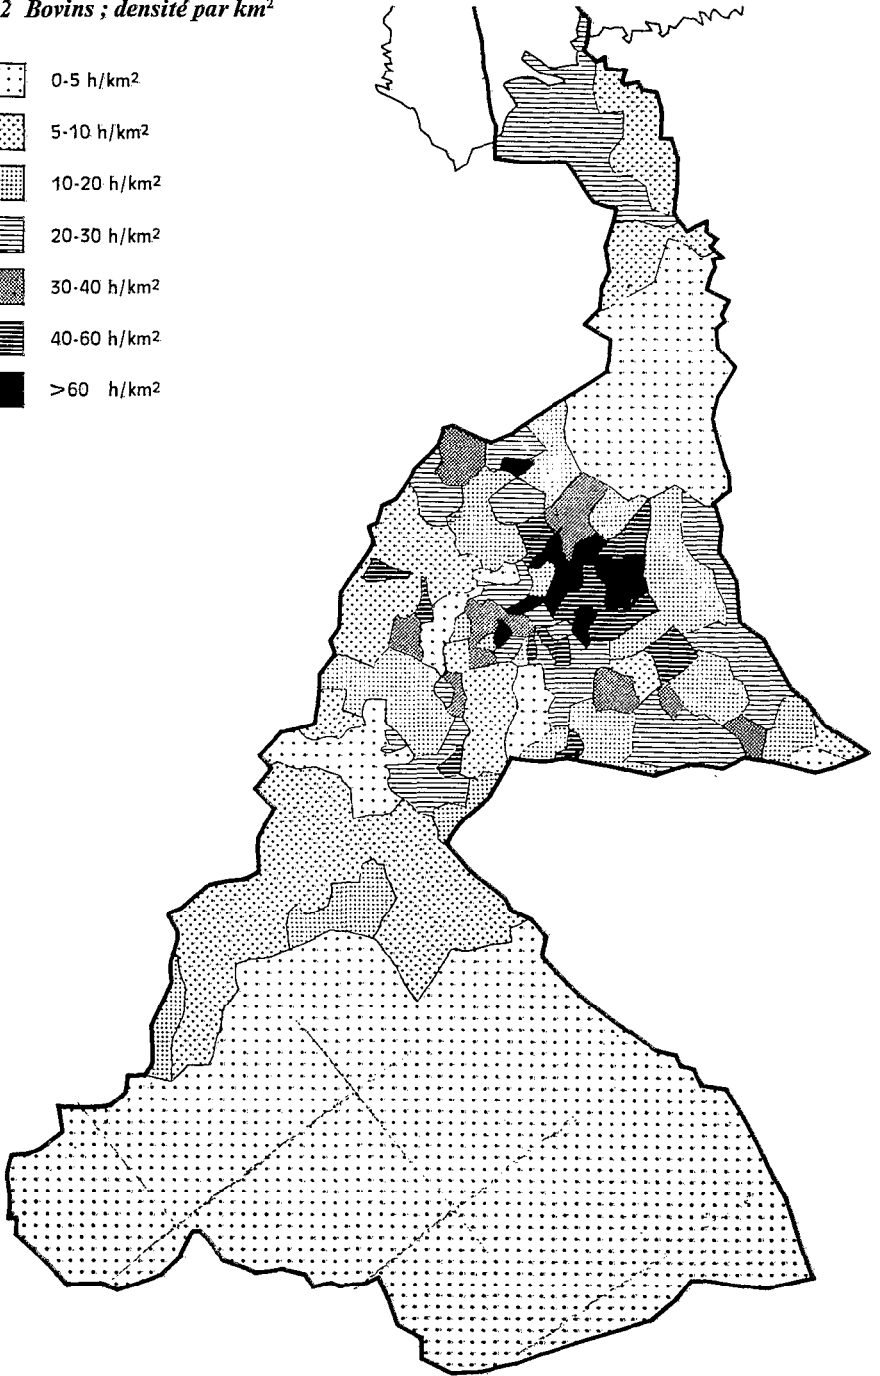 2 Bovins ; densité par km²
0-5 h/km²
5-10 h/km²
10-20 h/km²
20-30 h/km²
30-40 h/km²
40-60 h/km²
>60 h/km²